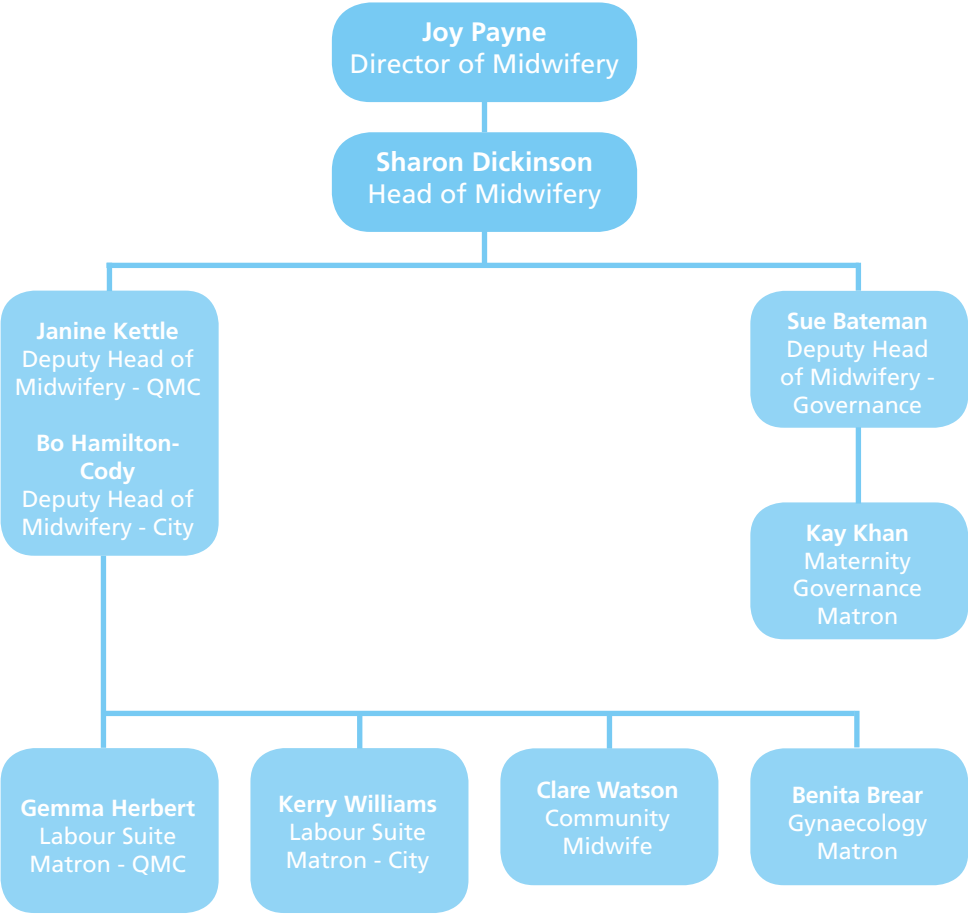 Joy Payne
Director of Midwifery
Sharon Dickinson
Head of Midwifery
Janine Kettle
Deputy Head of
Midwifery - QMC
Bo Hamilton-
Cody
Deputy Head of
Midwifery - City
Sue Bateman
Deputy Head
of Midwifery -
Governance
Kay Khan
Maternity
Governance
Matron
Gemma Herbert
Labour Suite
Matron - QMC
Kerry Williams
Labour Suite
Matron - City
Clare Watson
Community
Midwife
Benita Brear
Gynaecology
Matron